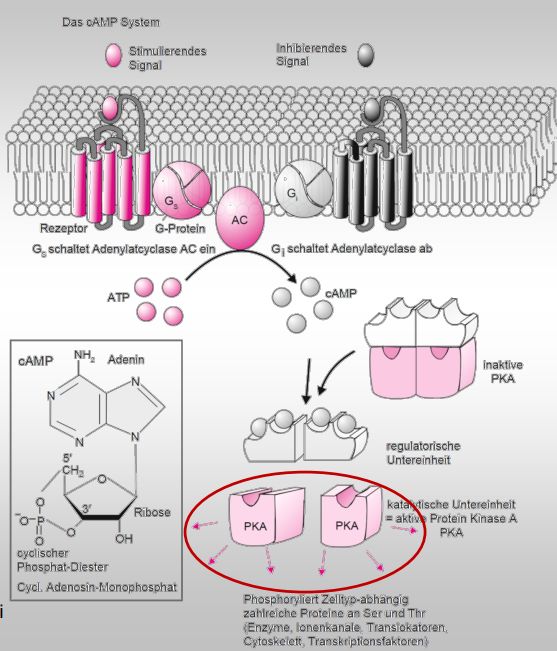 Das cAMP System
Stimulierendes
Signal
Inhibierendes
Signal
Rezeptor
G-Protein
Gs
AC
Gi
Gs schaltet Adenylatcyclase AC ein
Gi schaltet Adenylatcyclase ab
ATP
cAMP
inaktive
PKA
regulatorische
Untereinheit
cAMP
NH2
Adenin
N
N
N
N
5'
CH2
O
3'
O
-O-P
O
O
OH
Ribose
cyclischer
Phosphat-Diester
Cycl. Adenosin-Monophosphat
PKA
PKA
katalytische Untereinheit
= aktive Protein Kinase A
PKA
Phosphoryliert Zelltyp-abhängig
zahlreiche Proteine an Ser und Thr
(Enzyme, Ionenkanäle, Translokatoren,
Cytoskelett, Transkriptionsfaktoren)
i